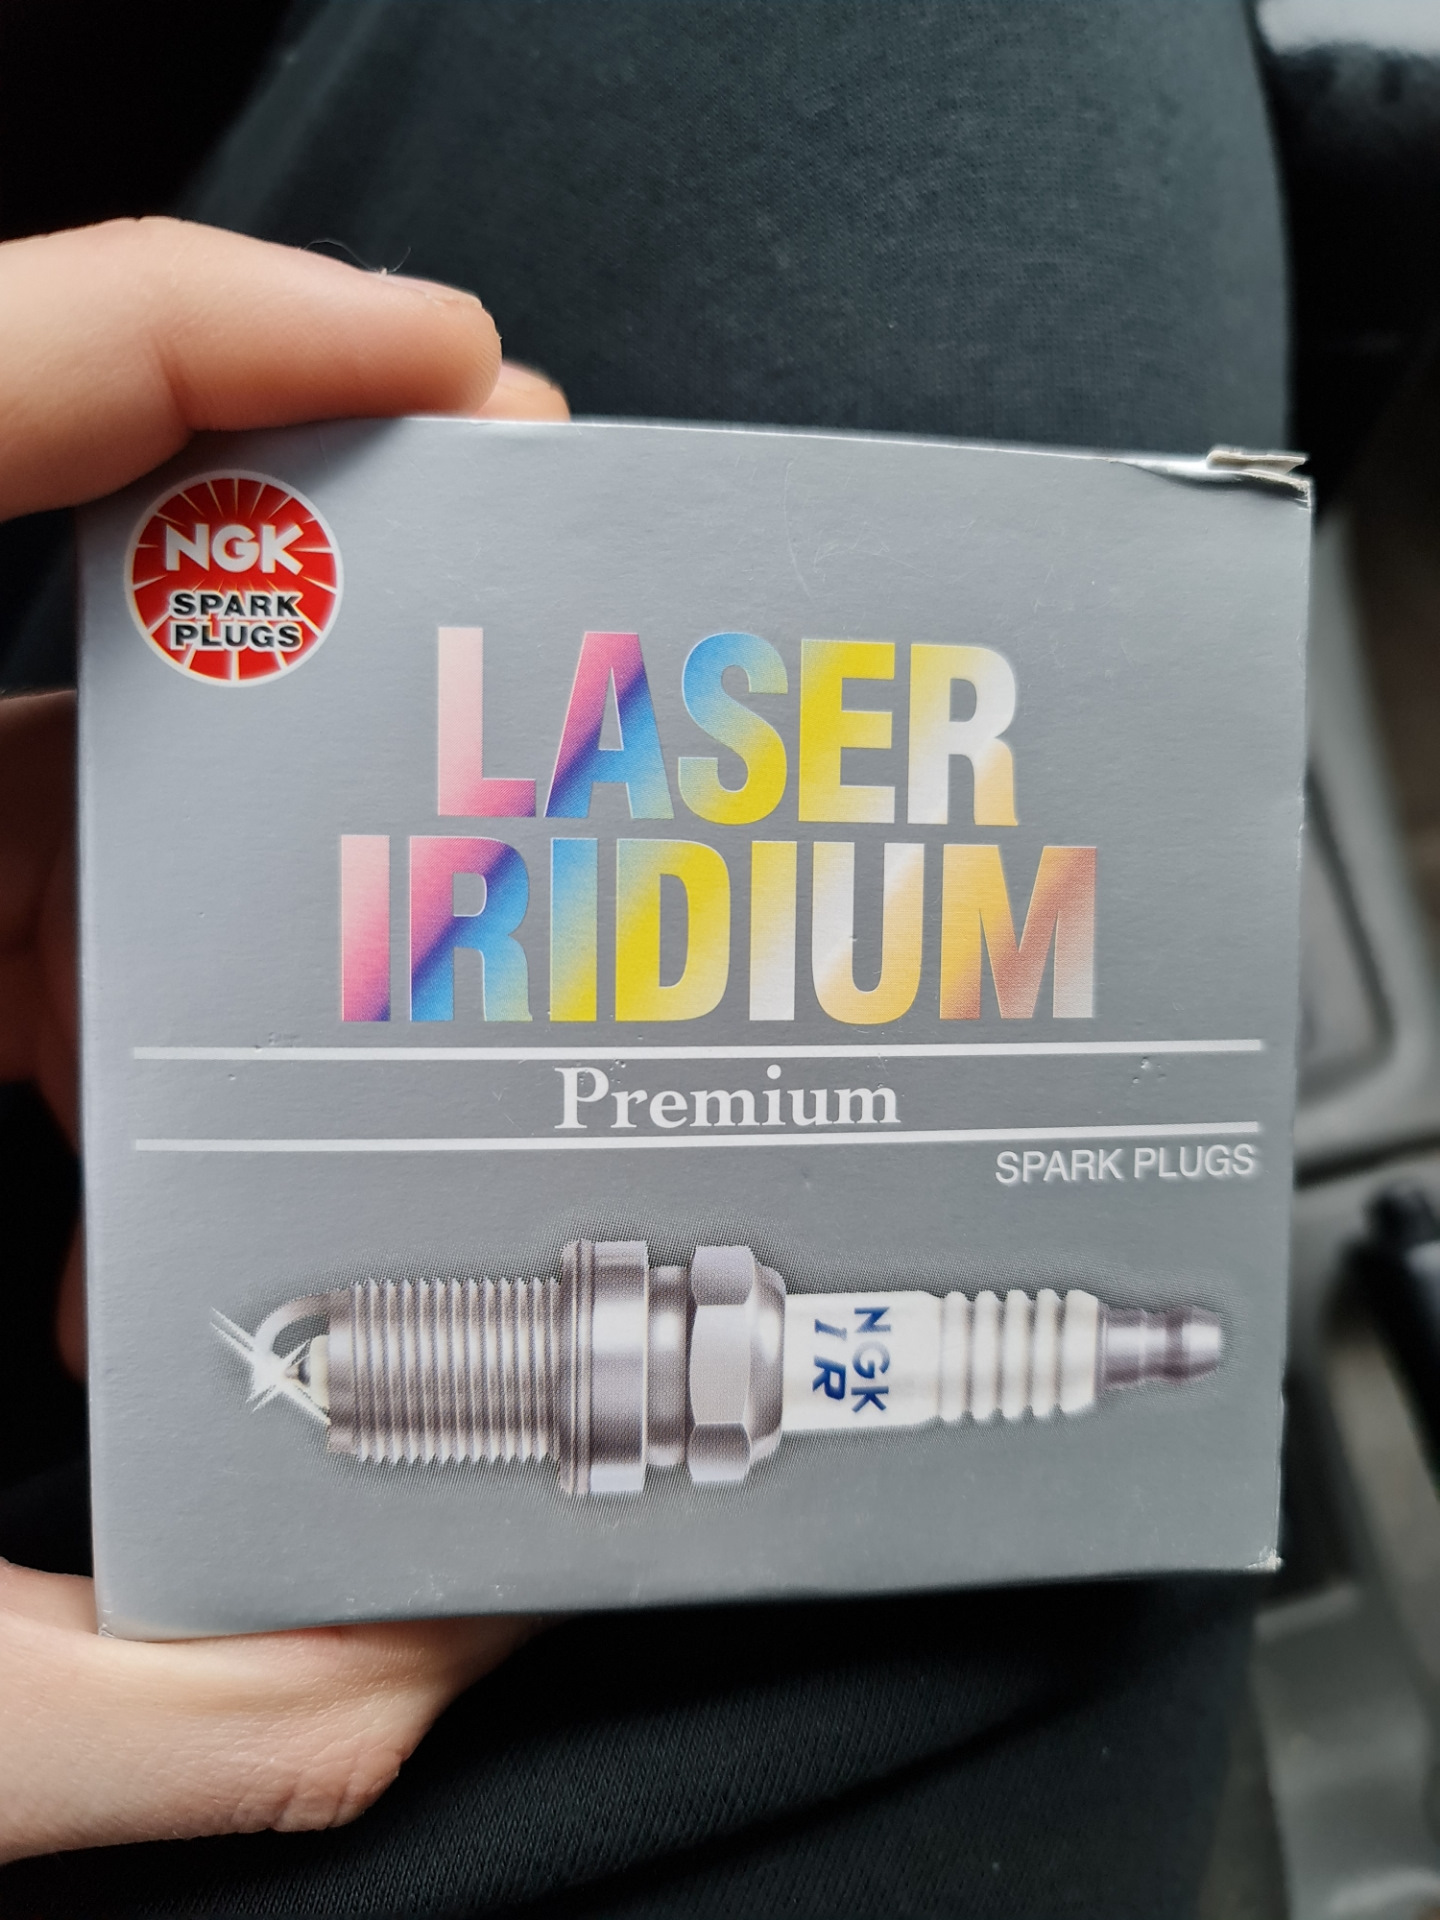 NGK
SPARK
PLUGS
LASER
IRIDIUM
Premium
SPARK PLUGS
NGK
IR